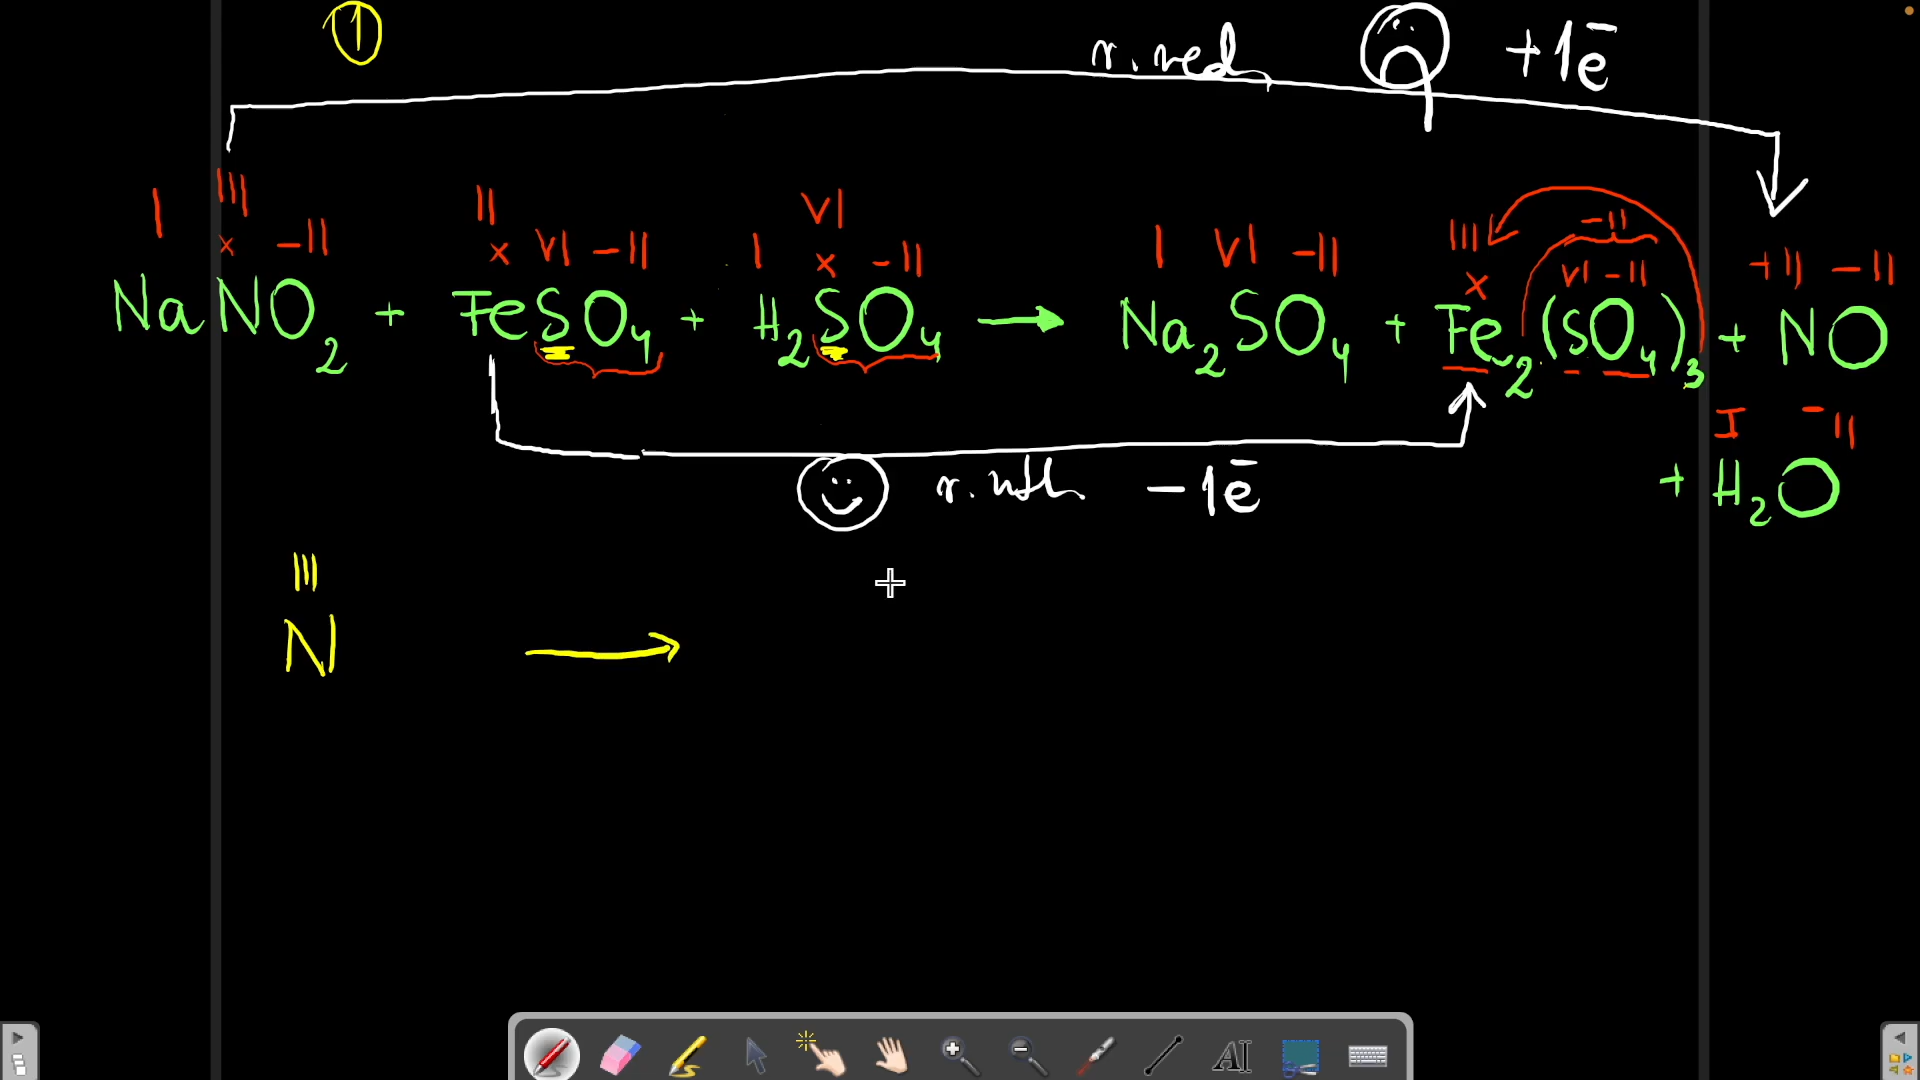 ①
r. red +1ē
I III II VI
x -II x VI -II I x -II I VI -II III -II
x VI -II +II -II
NaNO₂ + FeSO₄ + H₂SO₄ → Na₂SO₄ + Fe₂(SO₄)₃ + NO
I -II
+ H₂O
-1ē
III
N →
AI